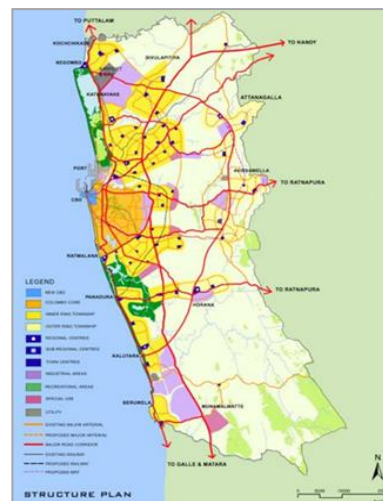 TO PUTTALAM
KOCHCHIKADE
NEGOMBO
DIVULAPITIYA
TO KANDY
KATUNAYAKE
ATTANAGALLA
PORT
CBD
AVISSAWELLA
TO RATNAPURA
RATMALANA
LEGEND
NEW CBD
COLOMBO CORE
INNER RING TOWNSHIP
OUTER RING TOWNSHIP
REGIONAL CENTRES
SUB REGIONAL CENTRES
TOWN CENTRES
INDUSTRIAL AREAS
RECREATIONAL AREAS
SPECIAL USE
UTILITY
EXISTING MAJOR ARTERIAL
PROPOSED MAJOR ARTERIAL
MAJOR ROAD CORRIDOR
EXISTING RAILWAY
PROPOSED RAILWAY
PROPOSED MRT
PANADURA
TO RATNAPURA
HORANA
KALUTARA
BERUWELA
TO GALLE & MATARA
N
STRUCTURE PLAN